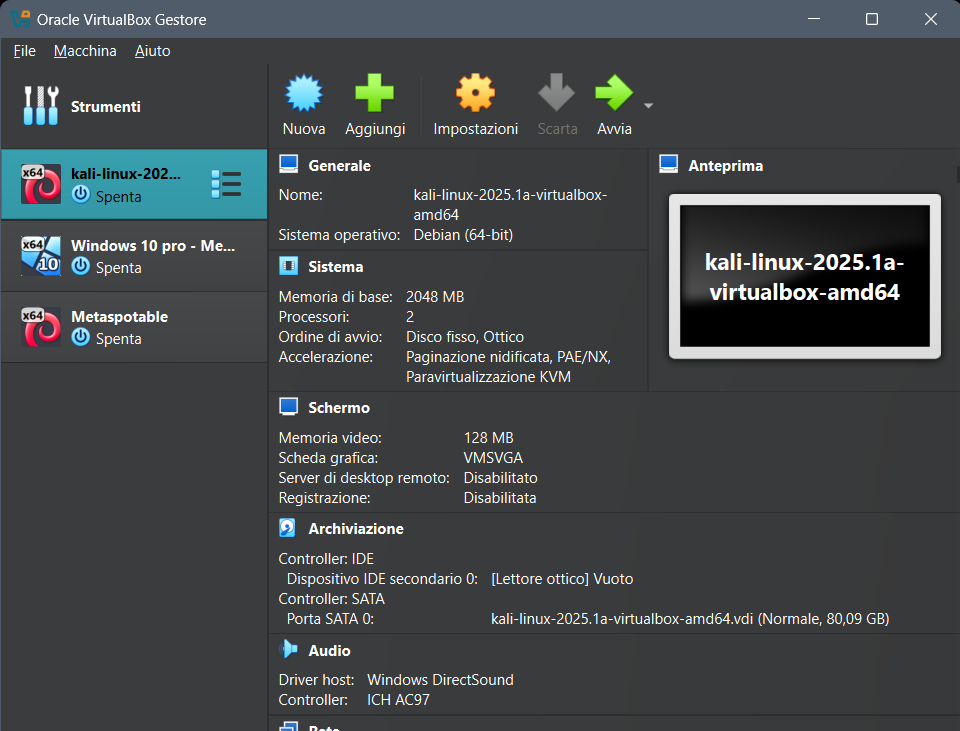 Oracle VirtualBox Gestore
File Macchina Aiuto
Strumenti
Nuova Aggiungi Impostazioni Scarta Avvia
x64
kali-linux-202...
Spenta
x64
10
Windows 10 pro - Me...
Spenta
x64
Metaspotable
Spenta
Generale
Nome: kali-linux-2025.1a-virtualbox-
amd64
Sistema operativo: Debian (64-bit)
Anteprima
kali-linux-2025.1a-
virtualbox-amd64
Sistema
Memoria di base: 2048 MB
Processori: 2
Ordine di avvio: Disco fisso, Ottico
Accelerazione: Paginazione nidificata, PAE/NX,
Paravirtualizzazione KVM
Schermo
Memoria video: 128 MB
Scheda grafica: VMSVGA
Server di desktop remoto: Disabilitato
Registrazione: Disabilitata
Archiviazione
Controller: IDE
Dispositivo IDE secondario 0: [Lettore ottico] Vuoto
Controller: SATA
Porta SATA 0: kali-linux-2025.1a-virtualbox-amd64.vdi (Normale, 80,09 GB)
Audio
Driver host: Windows DirectSound
Controller: ICH AC97
Rete